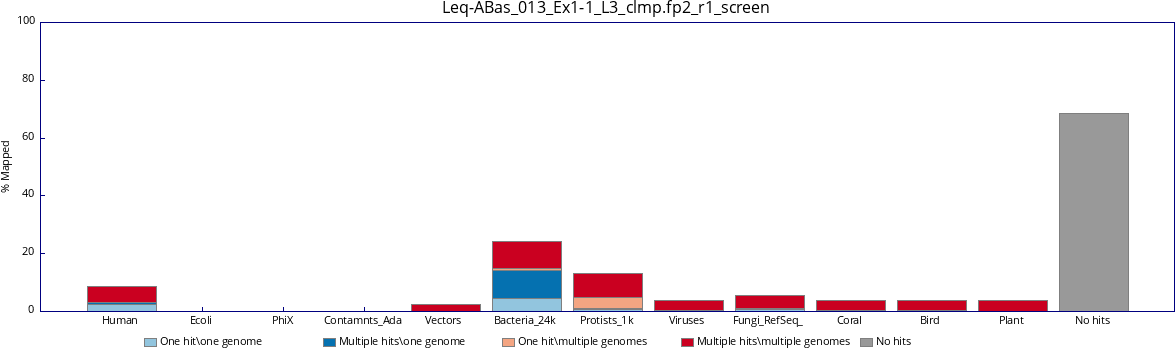 Leq-ABas_013_Ex1-1_L3_clmp.fp2_r1_screen
100
80
60
40
20
0
% Mapped
Human Ecoli PhiX Contamnts_Ada Vectors Bacteria_24k Protists_1k Viruses Fungi_RefSeq_ Coral Bird Plant No hits
One hit\one genome Multiple hits\one genome One hit\multiple genomes Multiple hits\multiple genomes No hits